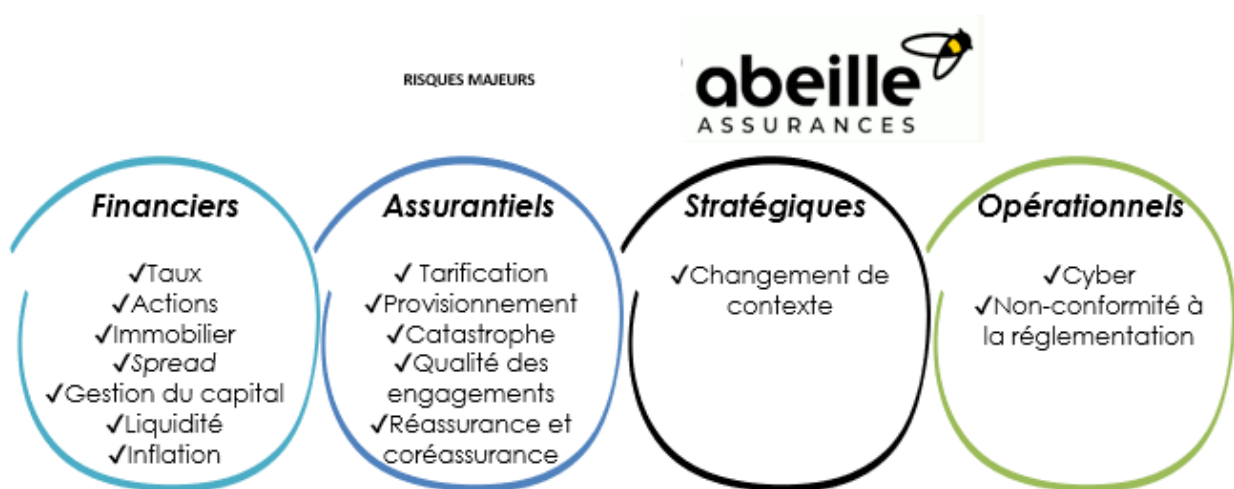 RISQUES MAJEURS
abeille
ASSURANCES
Financiers
✓Taux
✓Actions
✓Immobilier
✓Spread
✓Gestion du capital
✓Liquidité
✓Inflation
Assurantiels
✓ Tarification
✓Provisionnement
✓Catastrophe
✓Qualité des
engagements
✓Réassurance et
coréassurance
Stratégiques
✓Changement de
contexte
Opérationnels
✓Cyber
✓Non-conformité à
la réglementation